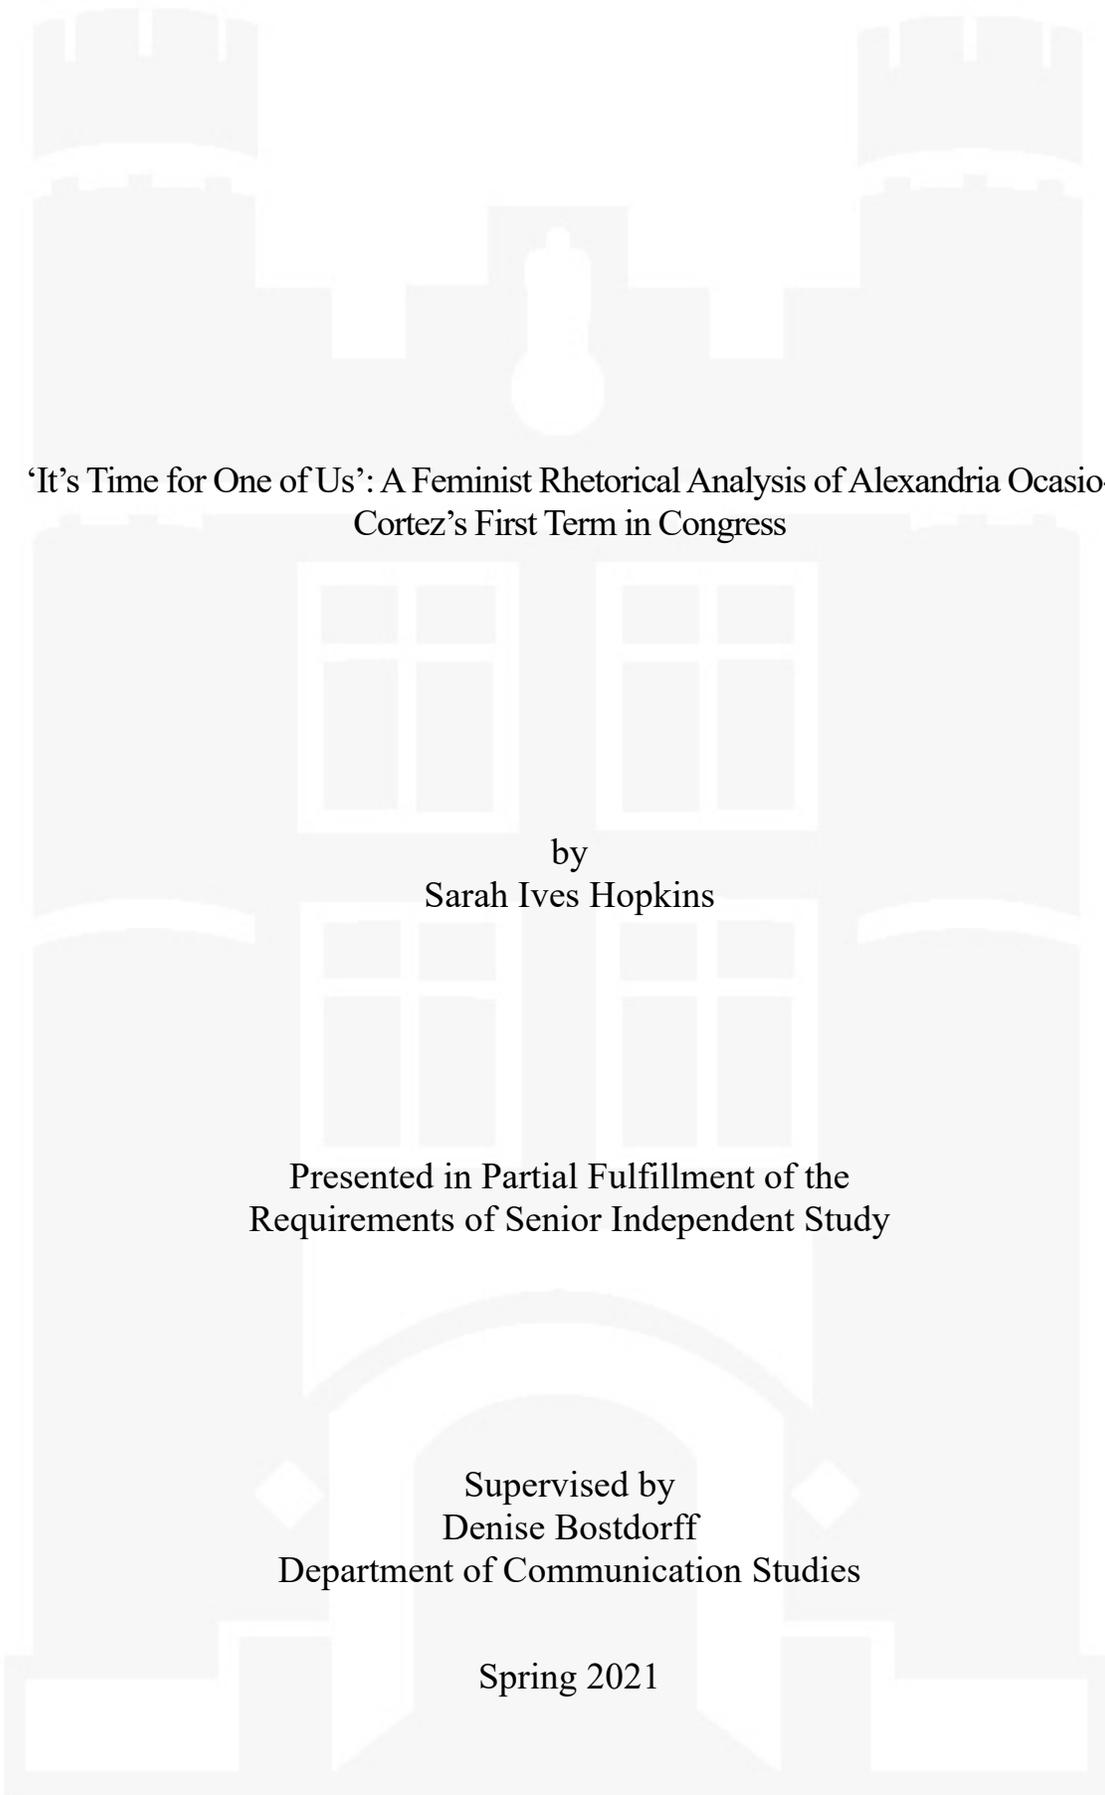 ‘It’s Time for One of Us’: A Feminist Rhetorical Analysis of Alexandria Ocasio-
Cortez’s First Term in Congress
by
Sarah Ives Hopkins
Presented in Partial Fulfillment of the
Requirements of Senior Independent Study
Supervised by
Denise Bostdorff
Department of Communication Studies
Spring 2021